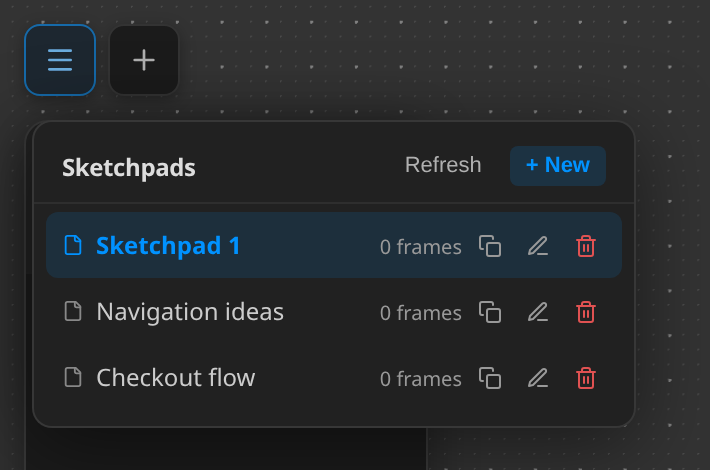 Sketchpads Refresh + New
Sketchpad 1 0 frames
Navigation ideas 0 frames
Checkout flow 0 frames